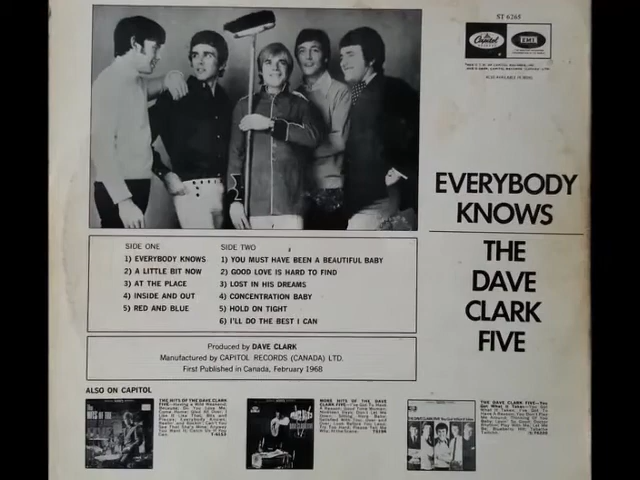 ST 6265
Capitol
EMI
EVERYBODY
KNOWS
THE
DAVE
CLARK
FIVE
SIDE ONE
1) EVERYBODY KNOWS
2) A LITTLE BIT NOW
3) AT THE PLACE
4) INSIDE AND OUT
5) RED AND BLUE
SIDE TWO
1) YOU MUST HAVE BEEN A BEAUTIFUL BABY
2) GOOD LOVE IS HARD TO FIND
3) LOST IN HIS DREAMS
4) CONCENTRATION BABY
5) HOLD ON TIGHT
6) I'LL DO THE BEST I CAN
Produced by DAVE CLARK
Manufactured by CAPITOL RECORDS (CANADA) LTD.
First Published in Canada, February 1968
ALSO ON CAPITOL
THE HITS OF THE DAVE
CLARK FIVE
MORE HITS OF THE DAVE
CLARK FIVE
THE DAVE CLARK FIVE